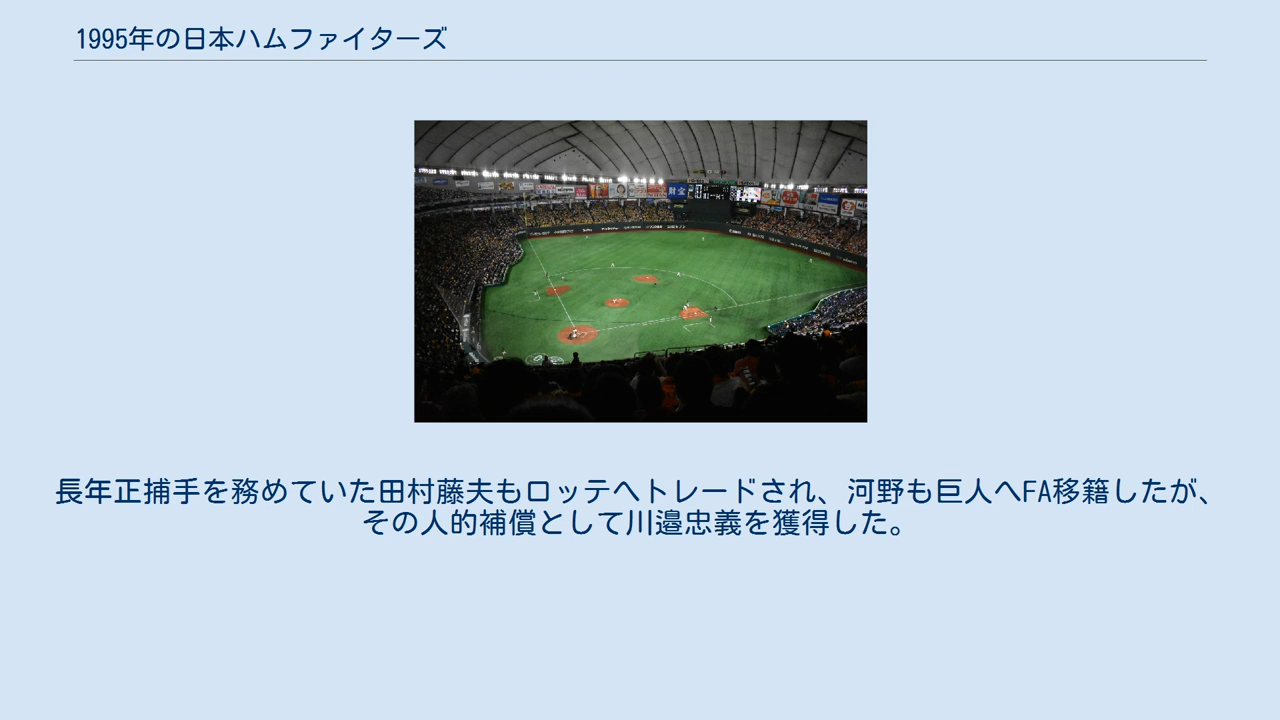 1995年の日本ハムファイターズ
財宝
長年正捕手を務めていた田村藤夫もロッテへトレードされ、河野も巨人へFA移籍したが、
その人的補償として川邉忠義を獲得した。